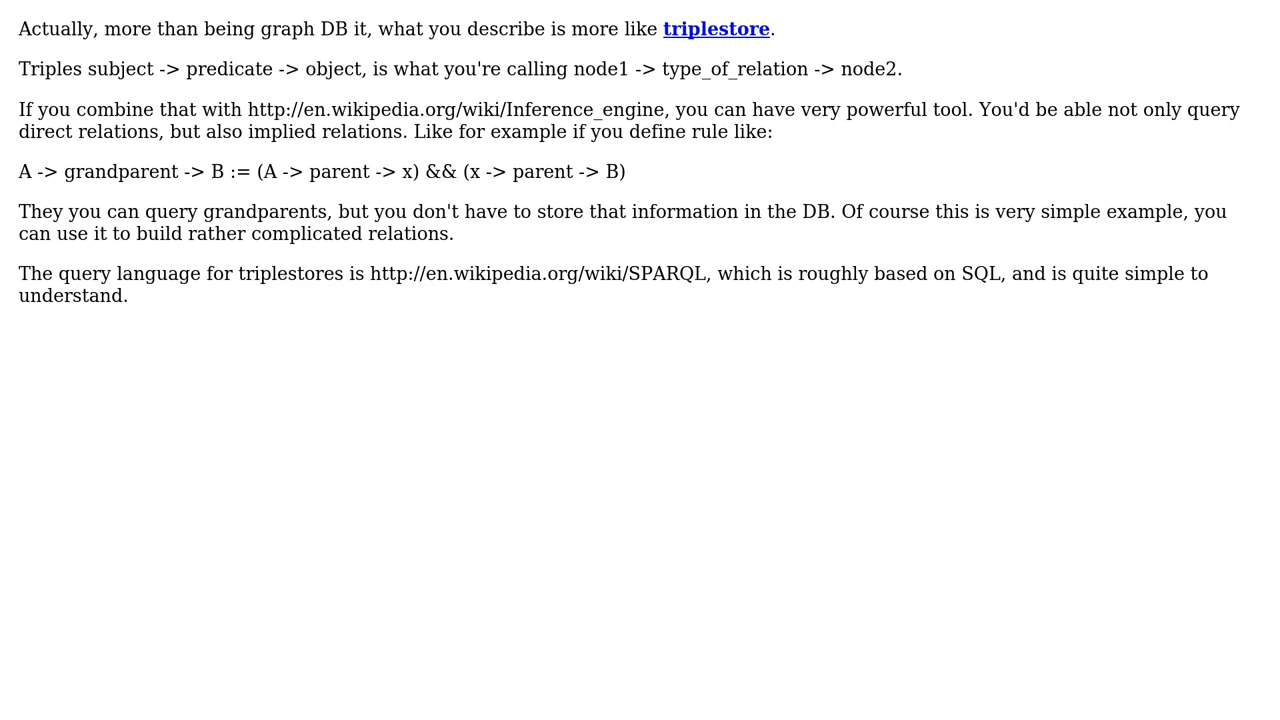 Actually, more than being graph DB it, what you describe is more like triplestore.
Triples subject -> predicate -> object, is what you're calling node1 -> type_of_relation -> node2.
If you combine that with http://en.wikipedia.org/wiki/Inference_engine, you can have very powerful tool. You'd be able not only query
direct relations, but also implied relations. Like for example if you define rule like:
A -> grandparent -> B := (A -> parent -> x) && (x -> parent -> B)
They you can query grandparents, but you don't have to store that information in the DB. Of course this is very simple example, you
can use it to build rather complicated relations.
The query language for triplestores is http://en.wikipedia.org/wiki/SPARQL, which is roughly based on SQL, and is quite simple to
understand.